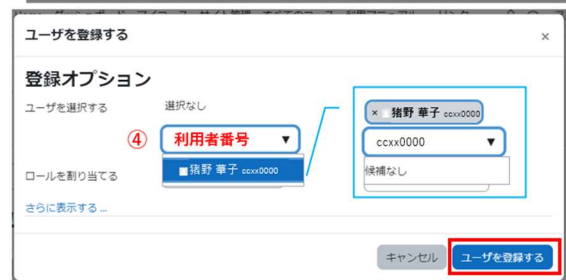 ユーザを登録する ×
登録オプション
ユーザを選択する 選択なし
× 猪野 華子 ccxx0000
④ 利用者番号 ▼
ccxx0000 ▼
猪野 華子 ccxx0000
候補なし
ロールを割り当てる
さらに表示する ...
キャンセル ユーザを登録する